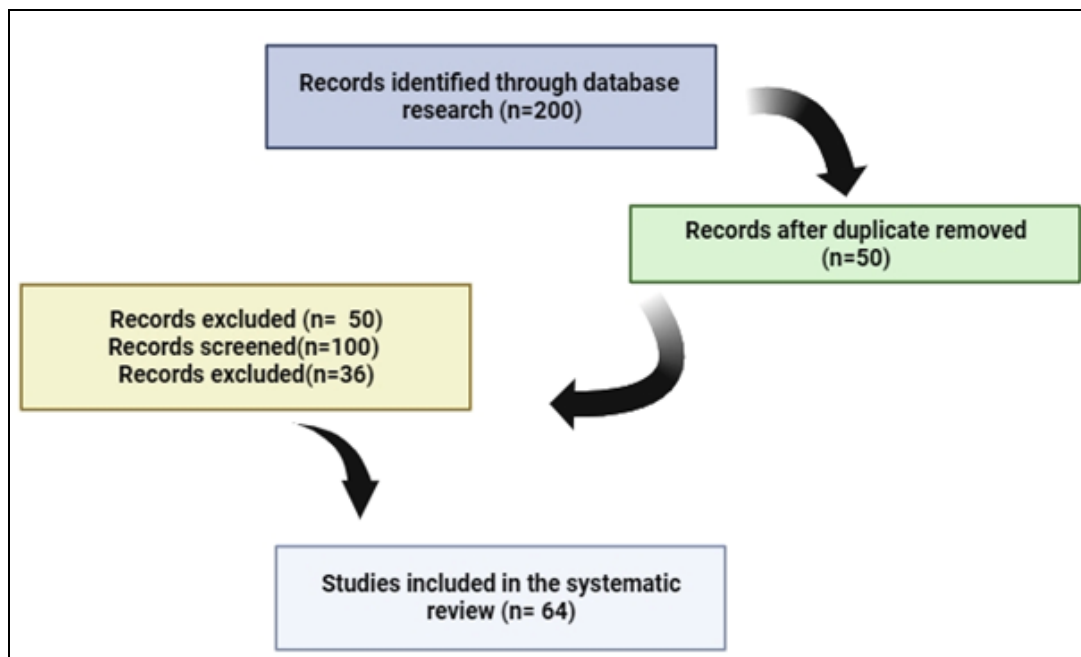 Records identified through database
research (n=200)
Records after duplicate removed
(n=50)
Records excluded (n= 50)
Records screened(n=100)
Records excluded(n=36)
Studies included in the systematic
review (n= 64)